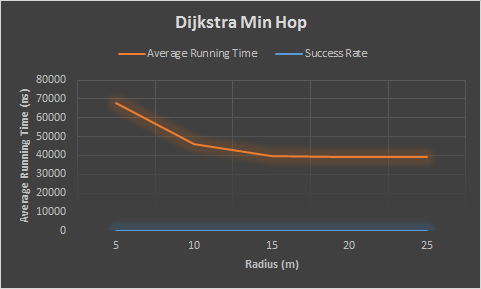 Dijkstra Min Hop
Average Running Time Success Rate
80000
70000
60000
50000
40000
30000
20000
10000
0
Average Running Time (ns)
5 10 15 20 25
Radius (m)